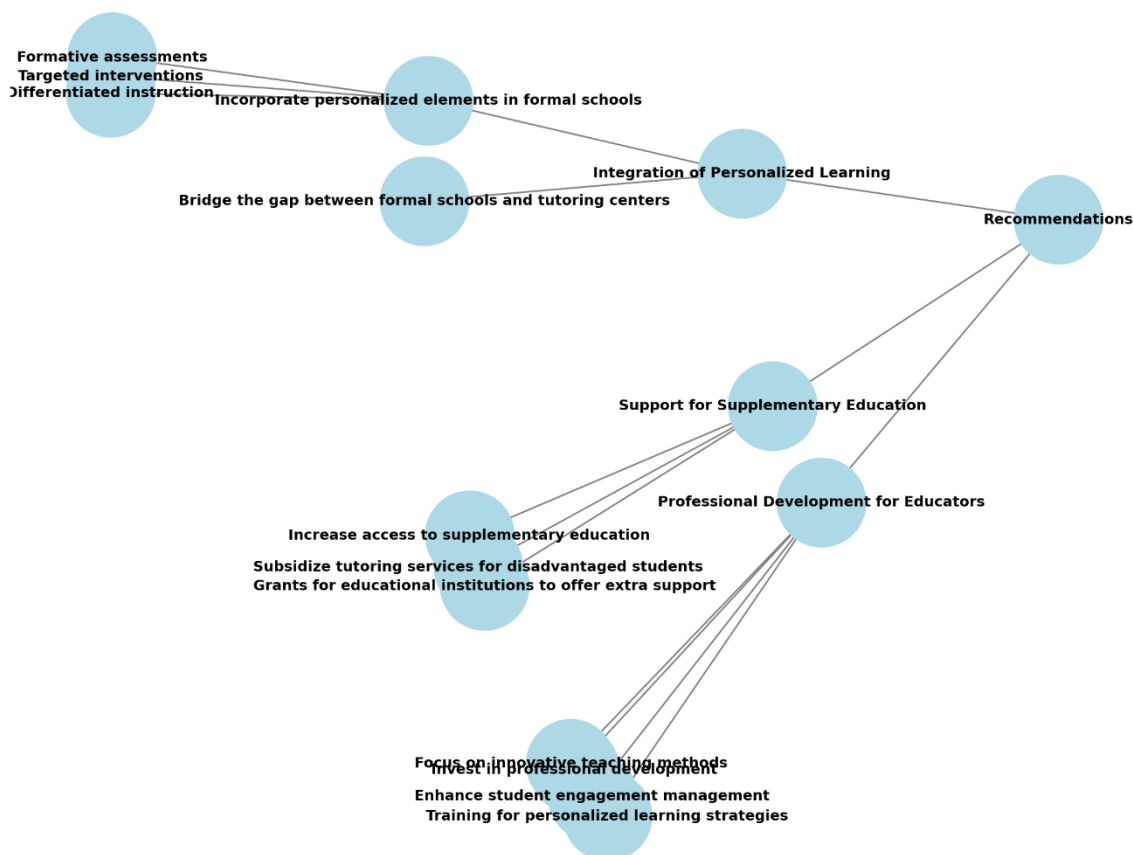 Formative assessments
Targeted interventions
Differentiated instruction
Incorporate personalized elements in formal schools
Integration of Personalized Learning
Bridge the gap between formal schools and tutoring centers
Recommendations
Support for Supplementary Education
Professional Development for Educators
Increase access to supplementary education
Subsidize tutoring services for disadvantaged students
Grants for educational institutions to offer extra support
Focus on innovative teaching methods
Invest in professional development
Enhance student engagement management
Training for personalized learning strategies